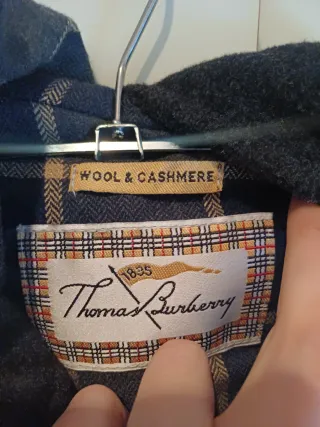 WOOL & CASHMERE
1835
Thomas Burberry